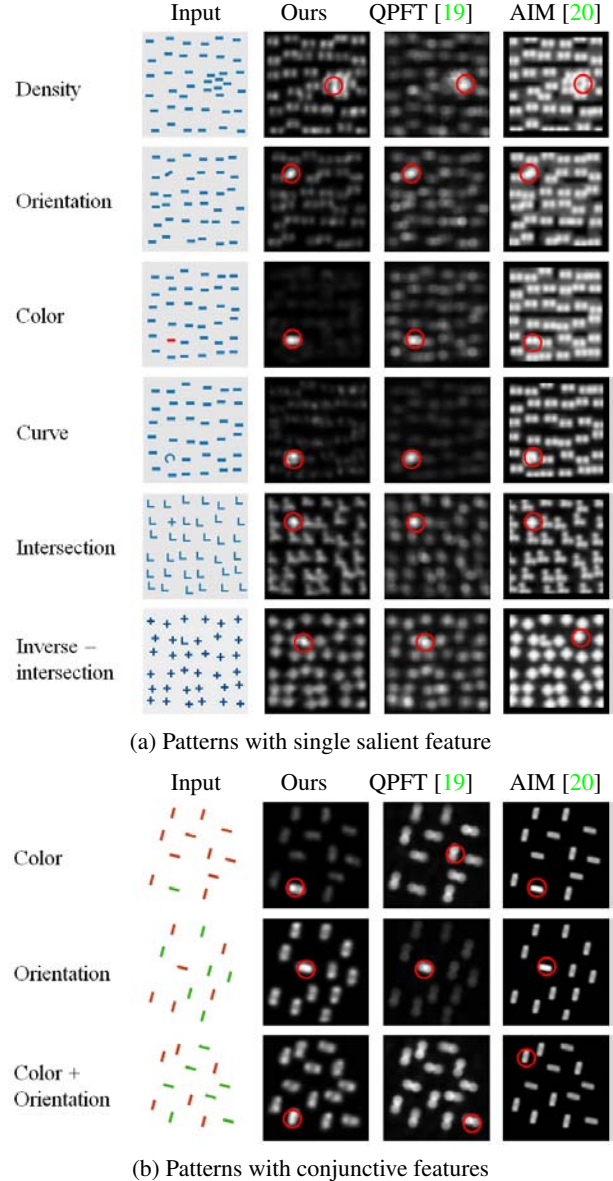 Input Ours QPFT [19] AIM [20]
Density
Orientation
Color
Curve
Intersection
Inverse –
intersection
(a) Patterns with single salient feature
Input Ours QPFT [19] AIM [20]
Color
Orientation
Color +
Orientation
(b) Patterns with conjunctive features